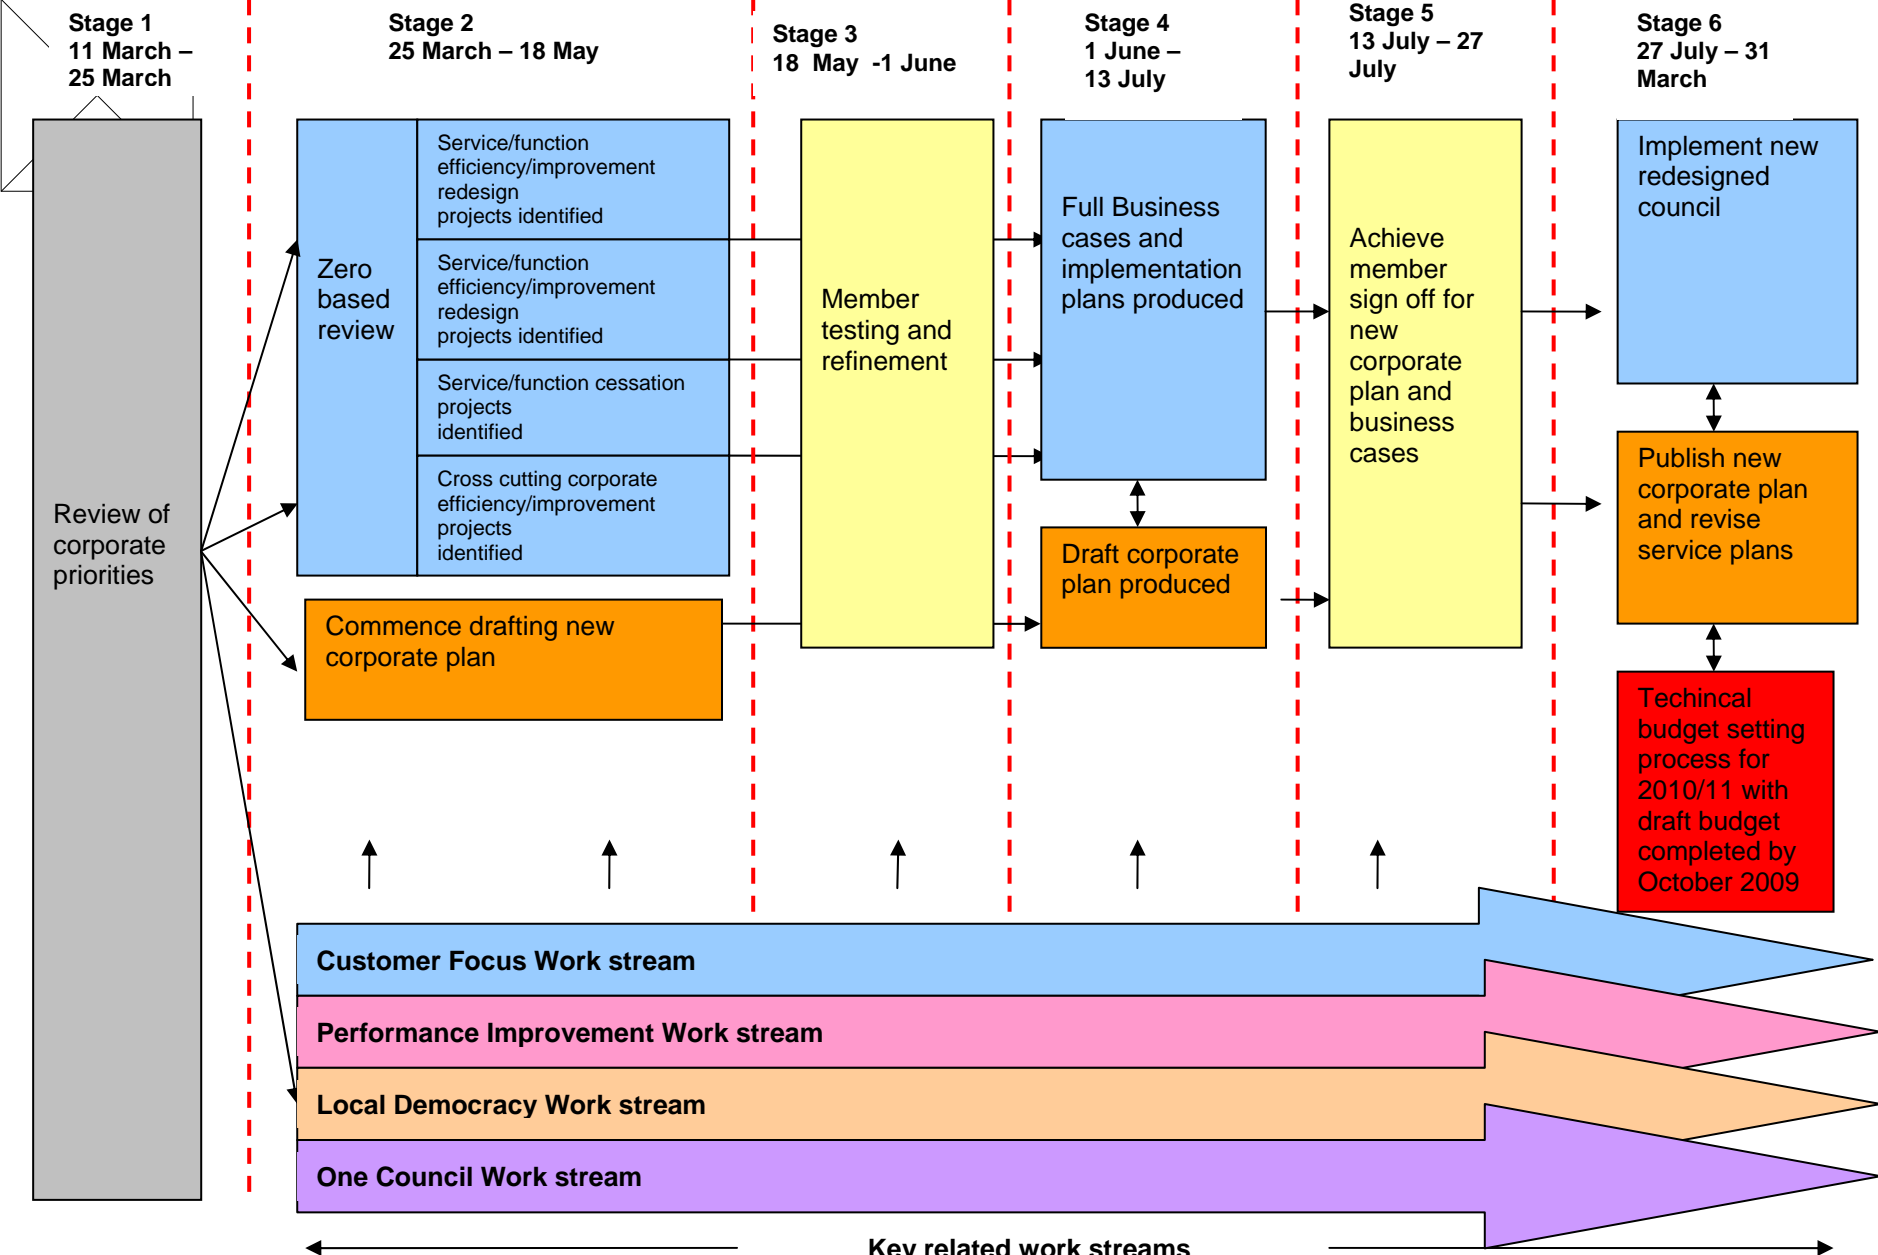 Stage 1
11 March –
25 March
Stage 2
25 March – 18 May
Stage 3
18 May -1 June
Stage 4
1 June –
13 July
Stage 5
13 July – 27
July
Stage 6
27 July – 31
March
Review of
corporate
priorities
Zero
based
review
Service/function
efficiency/improvement
redesign
projects identified
Service/function
efficiency/improvement
redesign
projects identified
Service/function cessation
projects
identified
Cross cutting corporate
efficiency/improvement
projects
identified
Commence drafting new
corporate plan
Member
testing and
refinement
Full Business
cases and
implementation
plans produced
Draft corporate
plan produced
Achieve
member
sign off for
new
corporate
plan and
business
cases
Implement new
redesigned
council
Publish new
corporate plan
and revise
service plans
Techincal
budget setting
process for
2010/11 with
draft budget
completed by
October 2009
Customer Focus Work stream
Performance Improvement Work stream
Local Democracy Work stream
One Council Work stream
Key related work streams